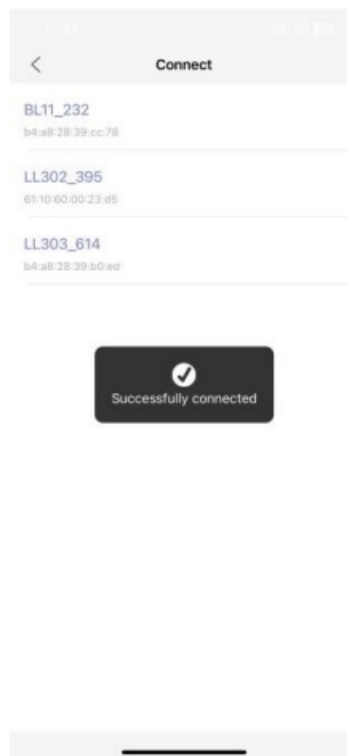 Connect
BL11_232
b4:a8:28:39:cc:78
LL302_395
61:10:60:00:23:d5
LL303_614
b4:a8:28:39:b0:ed
Successfully connected